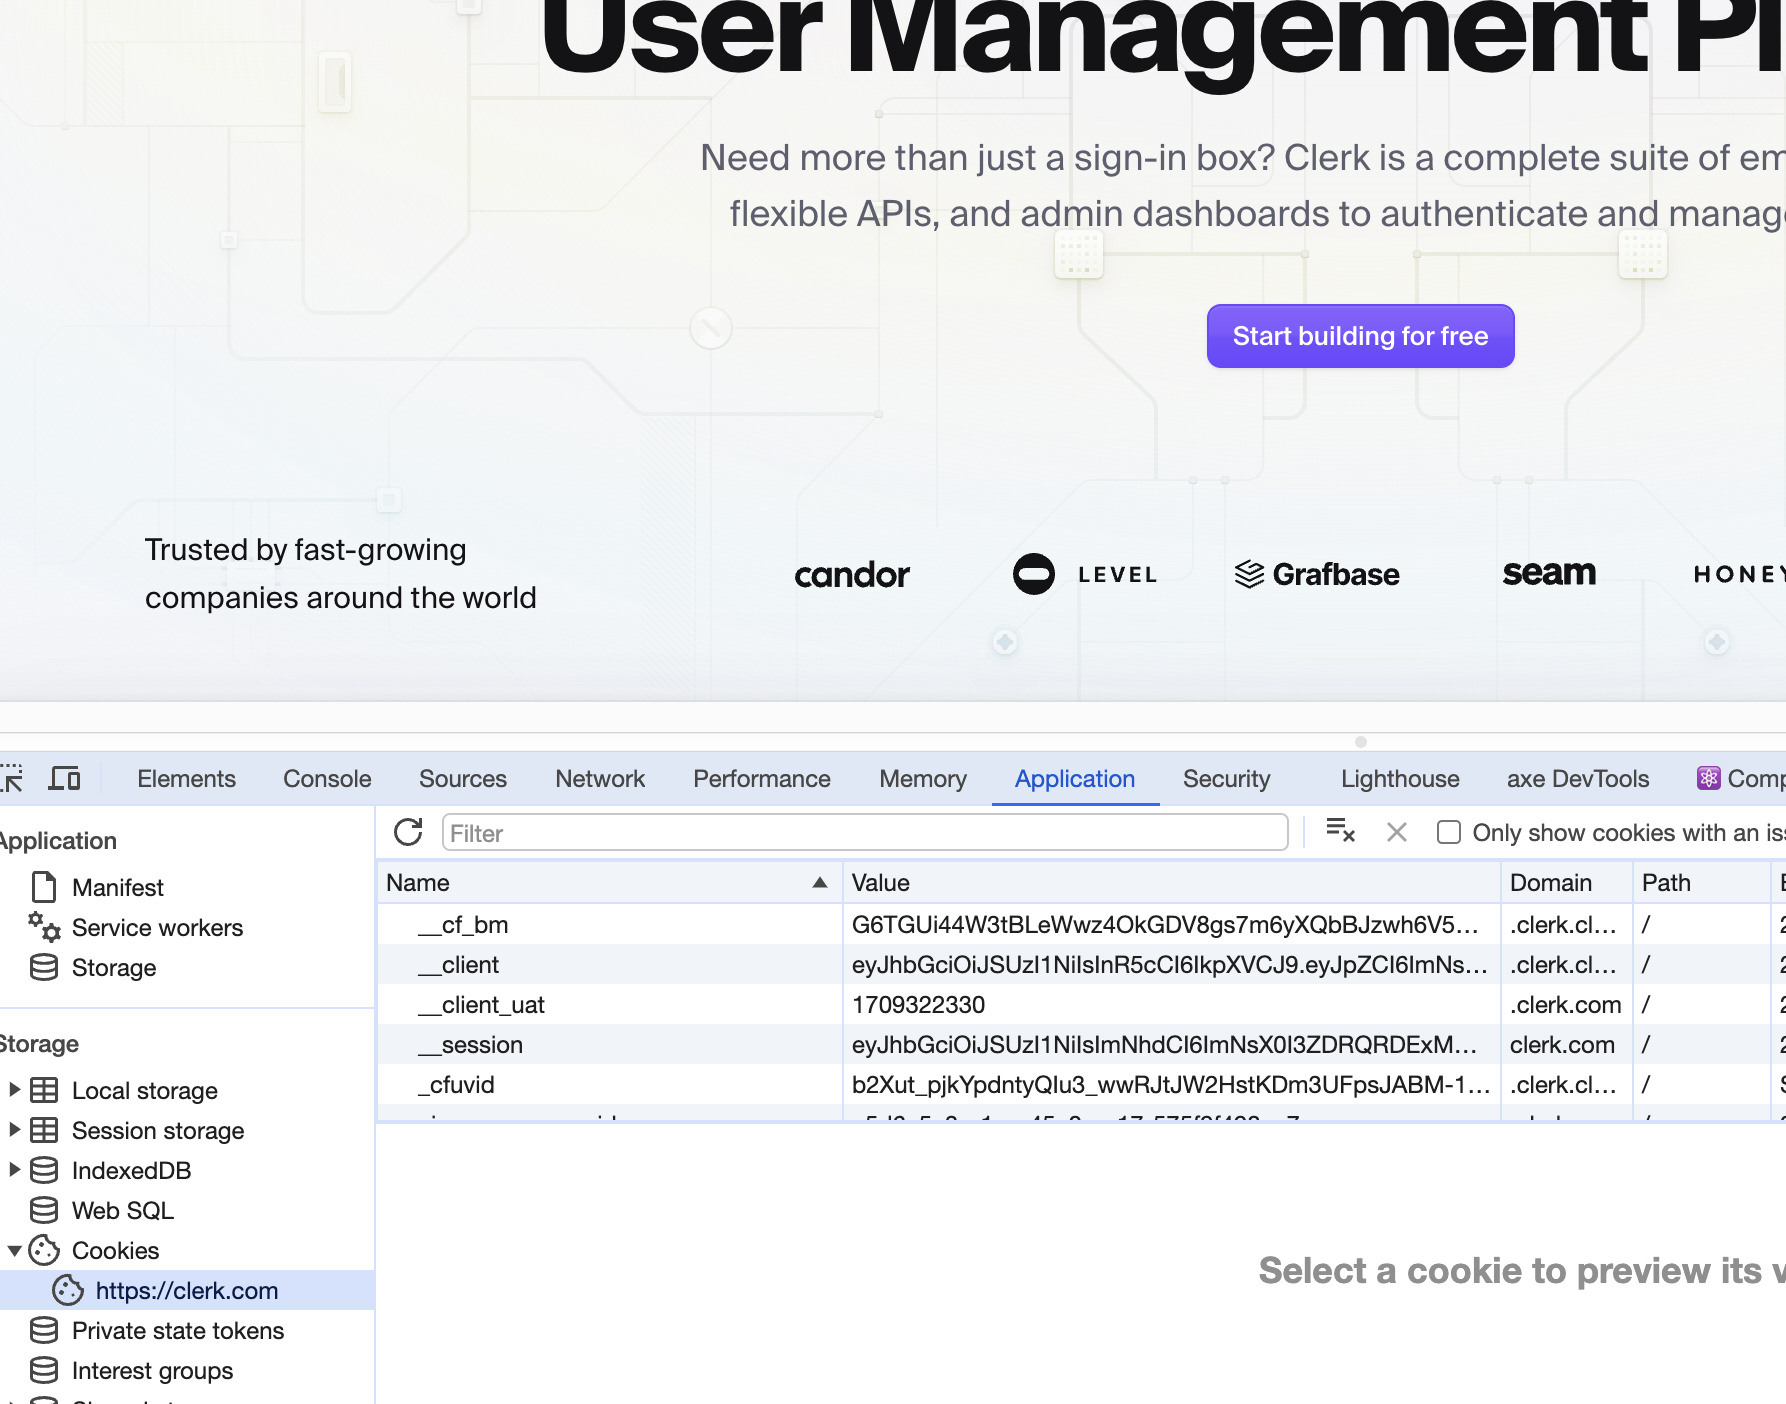 User Management Pl
Need more than just a sign-in box? Clerk is a complete suite of em
flexible APIs, and admin dashboards to authenticate and manag
Start building for free
Trusted by fast-growing
companies around the world
candor
LEVEL
Grafbase
seam
HONEY
Elements Console Sources Network Performance Memory Application Security Lighthouse axe DevTools Comp
Application
Manifest
Service workers
Storage
Storage
Local storage
Session storage
IndexedDB
Web SQL
Cookies
https://clerk.com
Private state tokens
Interest groups
Filter
Only show cookies with an iss
Name Value Domain Path
__cf_bm G6TGUi44W3tBLeWwz4OkGDV8gs7m6yXQbBJzwh6V5... .clerk.cl... /
__client eyJhbGciOiJSUzI1NiIsInR5cCI6IkpXVCJ9.eyJpZCI6ImNs... .clerk.cl... /
__client_uat 1709322330 .clerk.com /
__session eyJhbGciOiJSUzI1NiIsImNhdCI6ImNsX0I3ZDRQRDExM... clerk.com /
_cfuvid b2Xut_pjkYpdntyQIu3_wwRJtJW2HstKDm3UFpsJABM-1... .clerk.cl... /
Select a cookie to preview its v